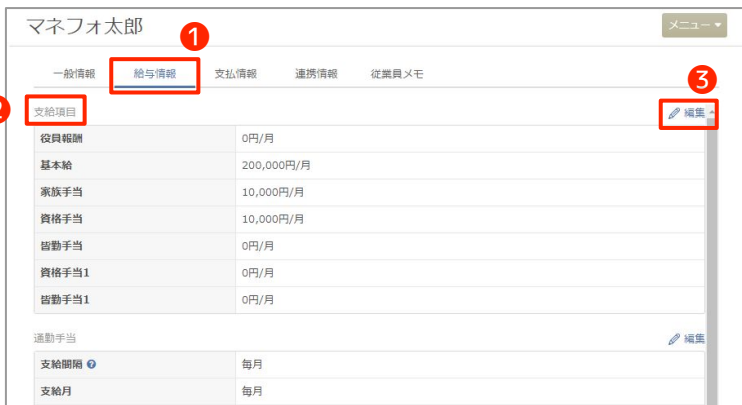 マネフォ太郎
メニュー
1
一般情報 給与情報 支払情報 連携情報 従業員メモ
3
2 支給項目 編集
役員報酬 0円/月
基本給 200,000円/月
家族手当 10,000円/月
資格手当 10,000円/月
皆勤手当 0円/月
資格手当1 0円/月
皆勤手当1 0円/月
通勤手当 編集
支給間隔 ? 毎月
支給月 毎月